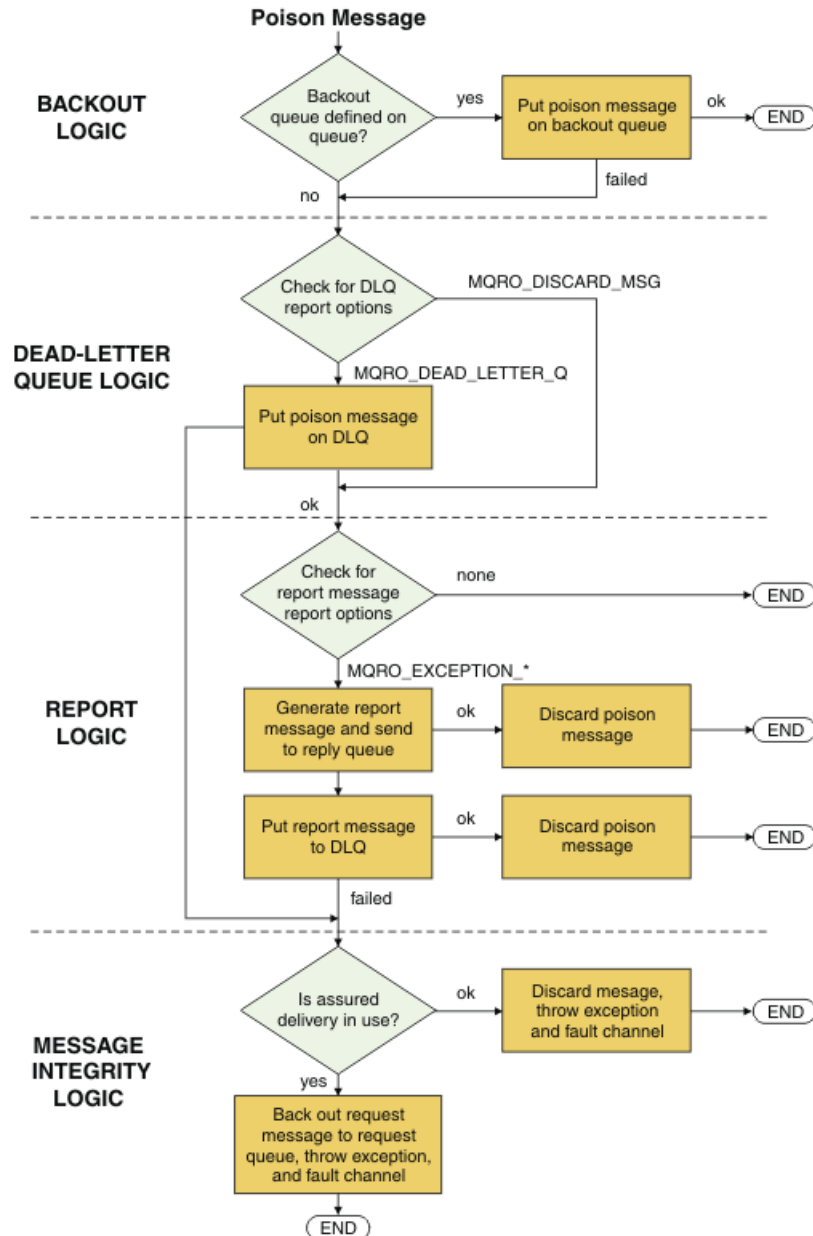 Poison Message
BACKOUT
LOGIC
Backout
queue defined on
queue?
yes
Put poison message
on backout queue
ok
END
failed
no
Check for DLQ
report options
MQRO_DISCARD_MSG
DEAD-LETTER
QUEUE LOGIC
MQRO_DEAD_LETTER_Q
Put poison message
on DLQ
ok
Check for
report message
report options
none
END
MQRO_EXCEPTION_*
REPORT
LOGIC
Generate report
message and send
to reply queue
ok
Discard poison
message
END
Put report message
to DLQ
ok
Discard poison
message
END
failed
Is assured
delivery in use?
ok
Discard mesage,
throw exception
and fault channel
END
MESSAGE
INTEGRITY
LOGIC
yes
Back out request
message to request
queue, throw exception,
and fault channel
END